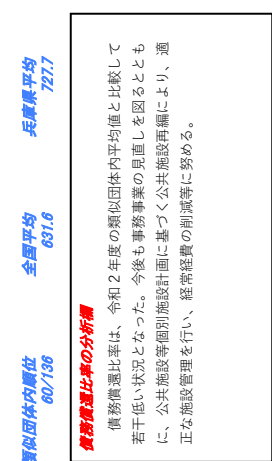 類似団体内順位
60/136
全国平均
631.6
兵庫県平均
727.7
債務償還比率の分析欄
債務償還比率は、令和２年度の類似団体内平均値と比較して
若干低い状況となった。今後も事務事業の見直しを図るととも
に、公共施設等個別施設計画に基づく公共施設再編により、適
正な施設管理を行い、経常経費の削減等に努める。